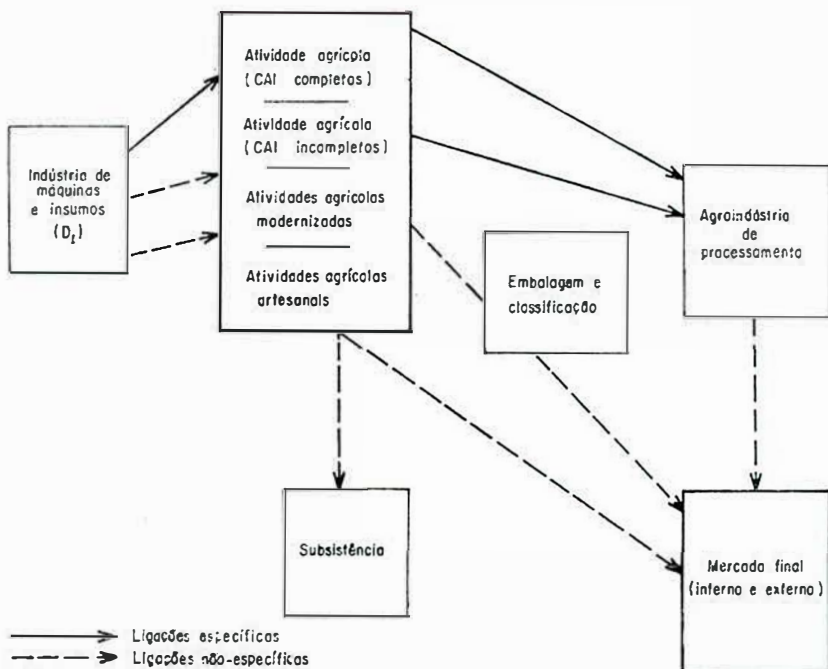 Indústria de
máquinas
e insumos
(D₁)
Atividade agrícola
(CAI completos)
Atividade agrícola
(CAI incompletos)
Atividades agrícolas
modernizadas
Atividades agrícolas
artesanais
Embalagem e
classificação
Agroindústria
de
processamento
Subsistência
Mercado final
(interno e externo)
Ligações específicas
Ligações não-específicas